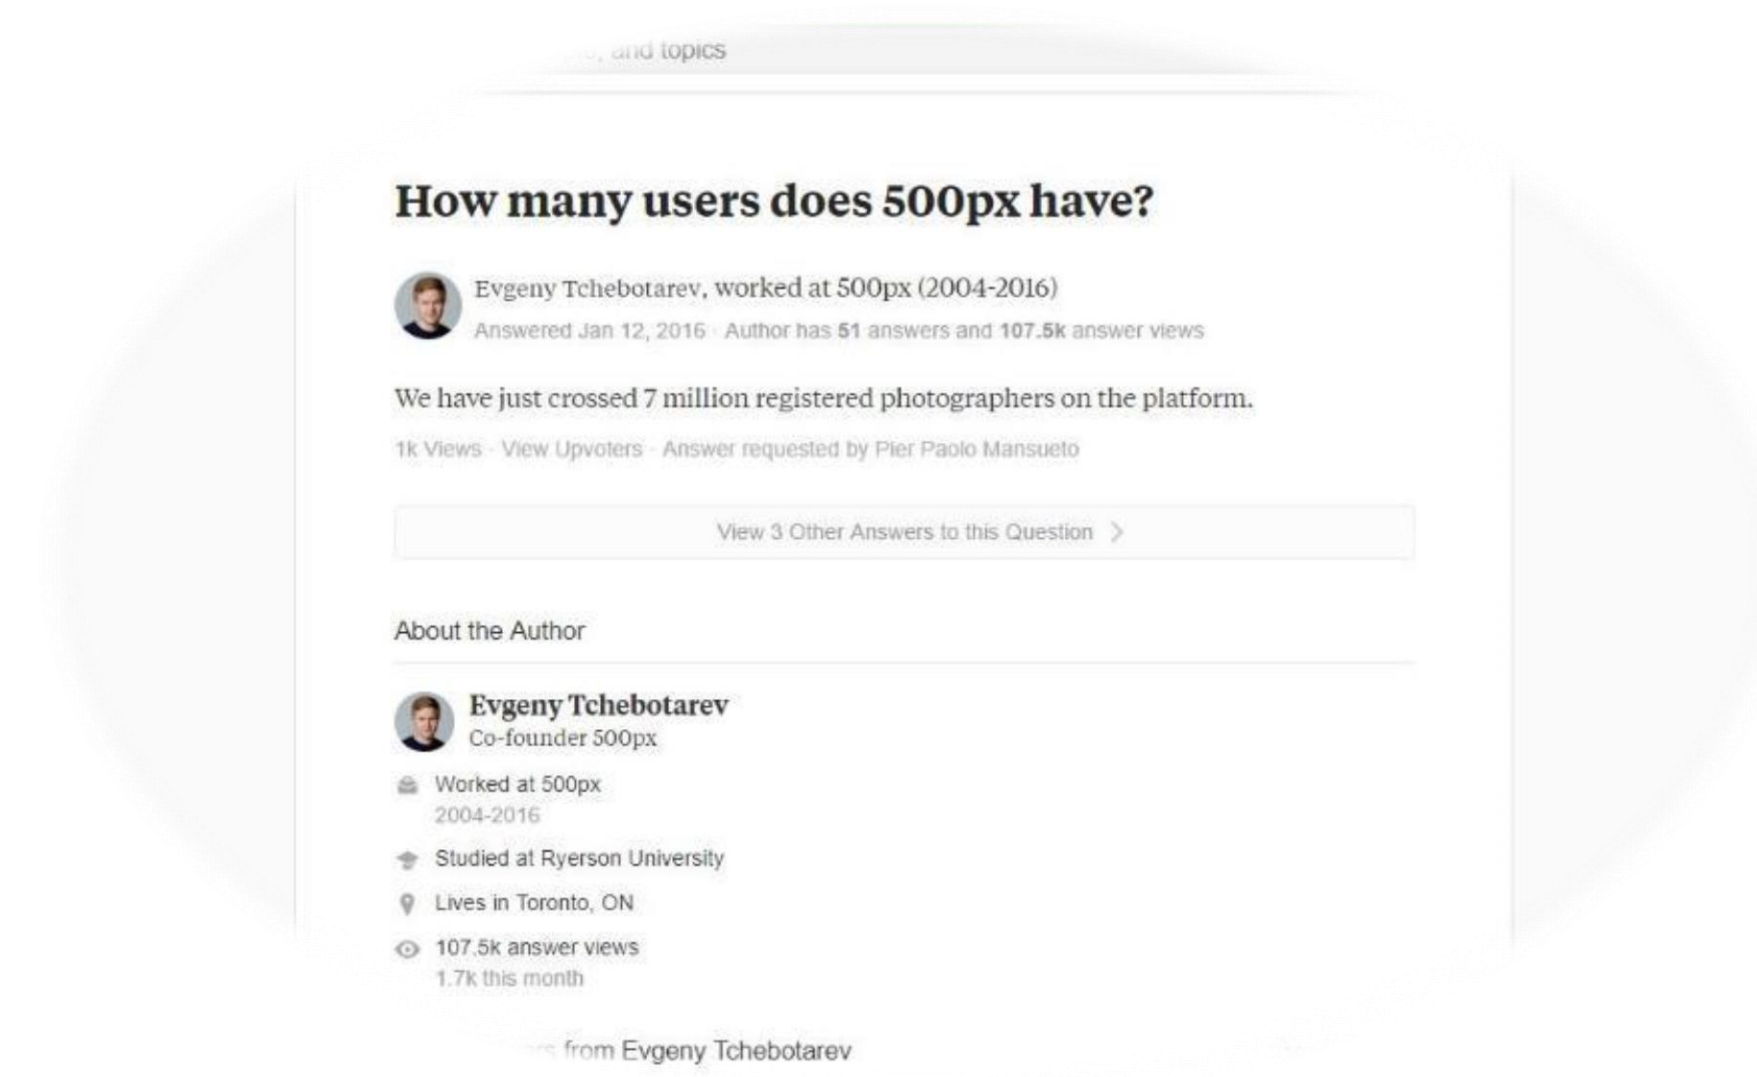 , and topics
How many users does 500px have?
Evgeny Tchebotarev, worked at 500px (2004-2016)
Answered Jan 12, 2016 · Author has 51 answers and 107.5k answer views
We have just crossed 7 million registered photographers on the platform.
1k Views · View Upvoters · Answer requested by Pier Paolo Mansueto
View 3 Other Answers to this Question
About the Author
Evgeny Tchebotarev
Co-founder 500px
Worked at 500px
2004-2016
Studied at Ryerson University
Lives in Toronto, ON
107.5k answer views
1.7k this month
from Evgeny Tchebotarev